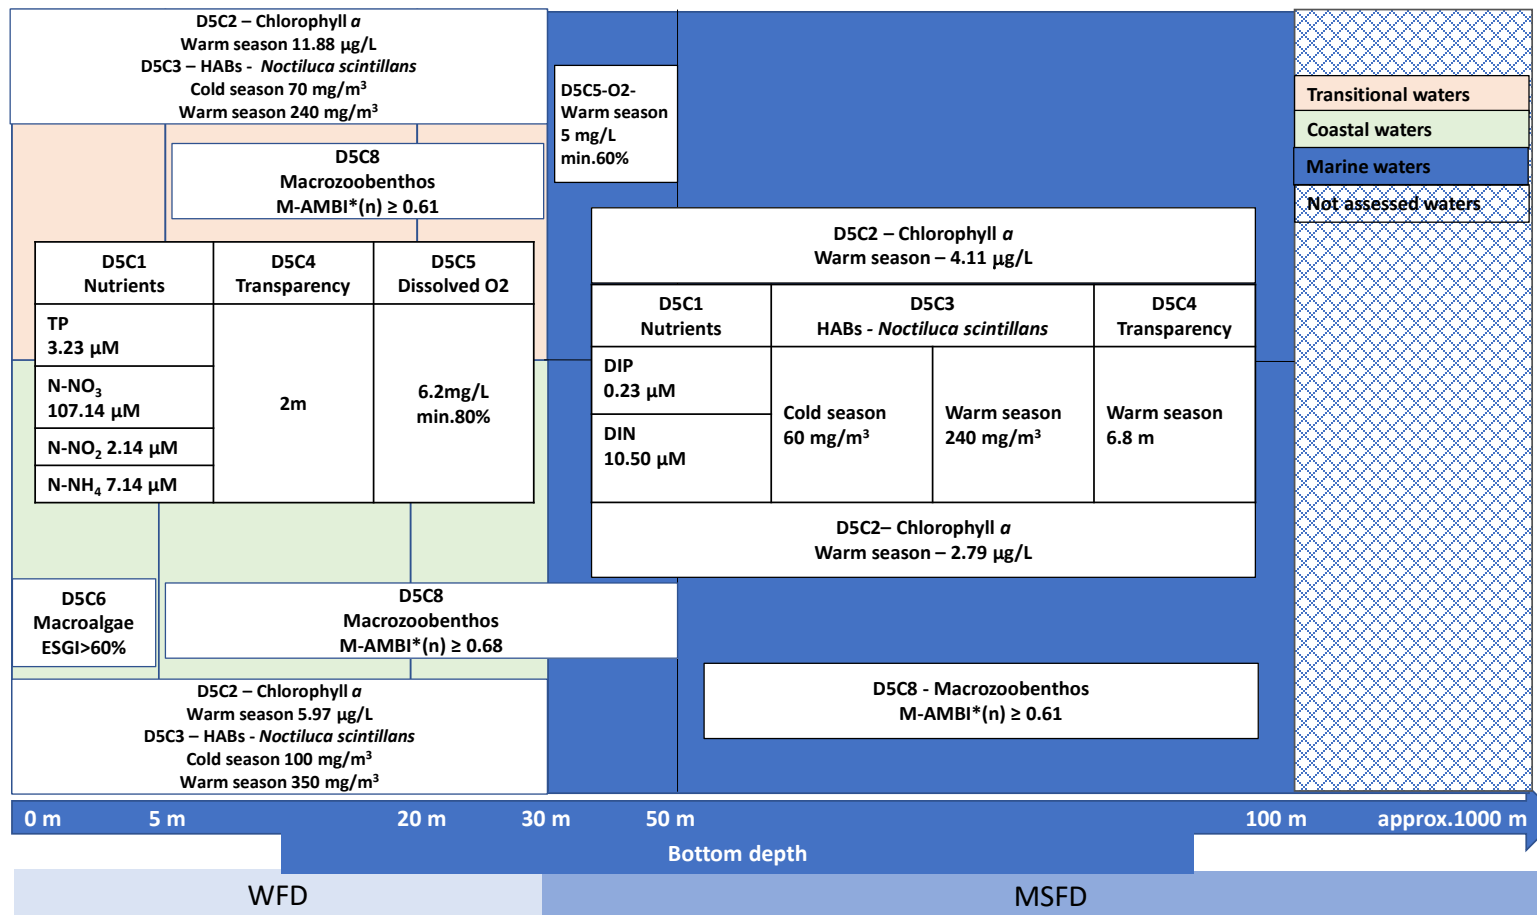 D5C2 – Chlorophyll a
Warm season 11.88 µg/L
D5C3 – HABs -  Noctiluca scintillans
Cold season 70 mg/m³
Warm season 240 mg/m³
D5C8
Macrozoobenthos
M-AMBI*(n) ≥ 0.61
D5C1
Nutrients
D5C4
Transparency
D5C5
Dissolved O2
TP
3.23 µM
N-NO₃
107.14 µM
N-NO₂ 2.14 µM
N-NH₄ 7.14 µM
2m
6.2mg/L
min.80%
D5C6
Macroalgae
ESGI>60%
D5C8
Macrozoobenthos
M-AMBI*(n) ≥ 0.68
D5C2 – Chlorophyll a
Warm season 5.97 µg/L
D5C3 – HABs - Noctiluca scintillans
Cold season 100 mg/m³
Warm season 350 mg/m³
D5C5-O2-
Warm season
5 mg/L
min.60%
D5C2 – Chlorophyll a
Warm season – 4.11 µg/L
D5C1
Nutrients
D5C3
HABs - Noctiluca scintillans
D5C4
Transparency
DIP
0.23 µM
DIN
10.50 µM
Cold season
60 mg/m³
Warm season
240 mg/m³
Warm season
6.8 m
D5C2– Chlorophyll a
Warm season – 2.79 µg/L
D5C8 - Macrozoobenthos
M-AMBI*(n) ≥ 0.61
Transitional waters
Coastal waters
Marine waters
Not assessed waters
0 m 5 m 20 m 30 m 50 m 100 m approx.1000 m
Bottom depth
WFD MSFD